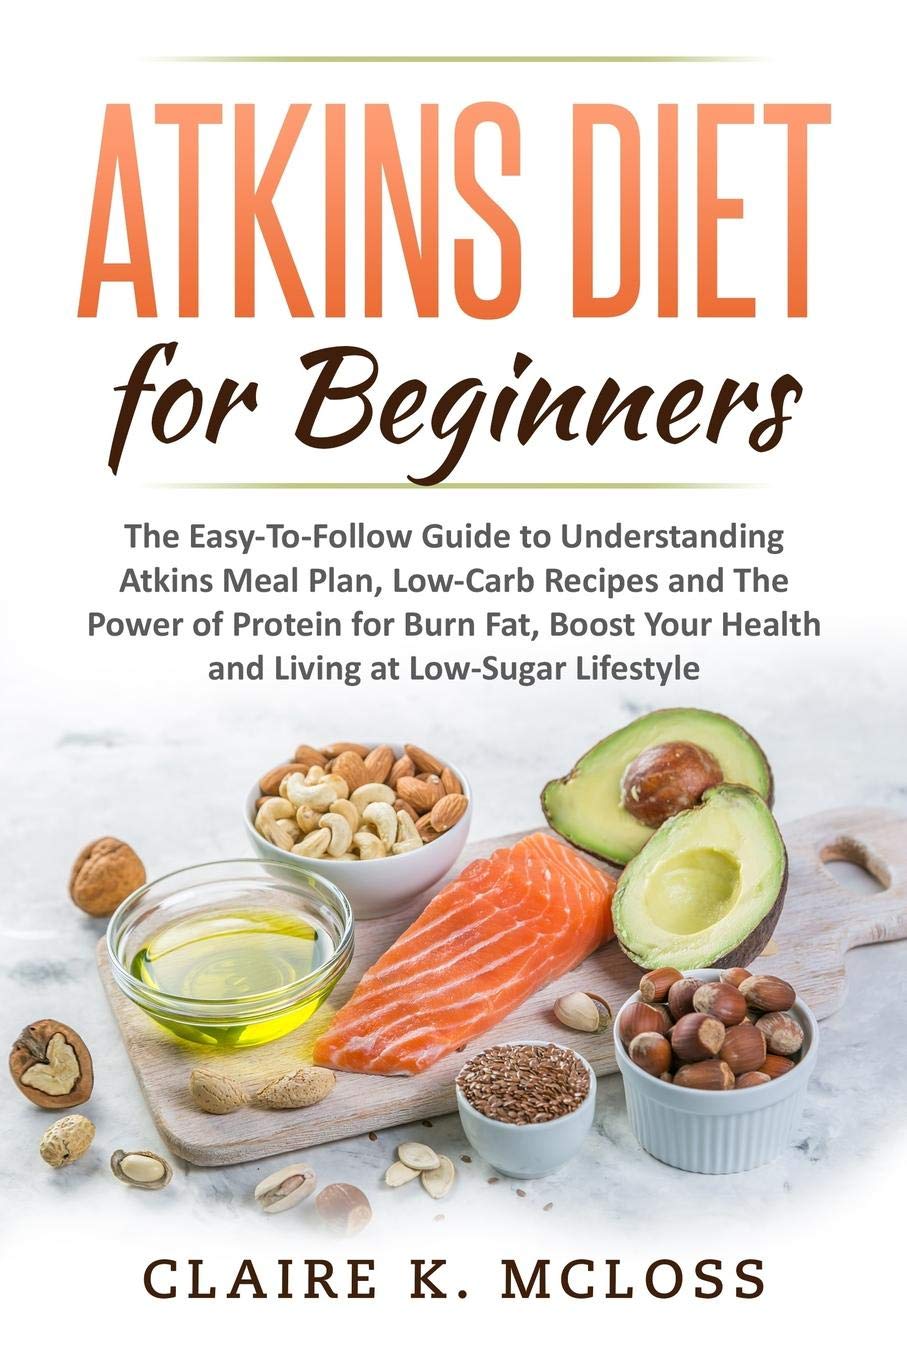 ATKINS DIET
for Beginners
The Easy-To-Follow Guide to Understanding
Atkins Meal Plan, Low-Carb Recipes and The
Power of Protein for Burn Fat, Boost Your Health
and Living at Low-Sugar Lifestyle
CLAIRE K. MCLOSS